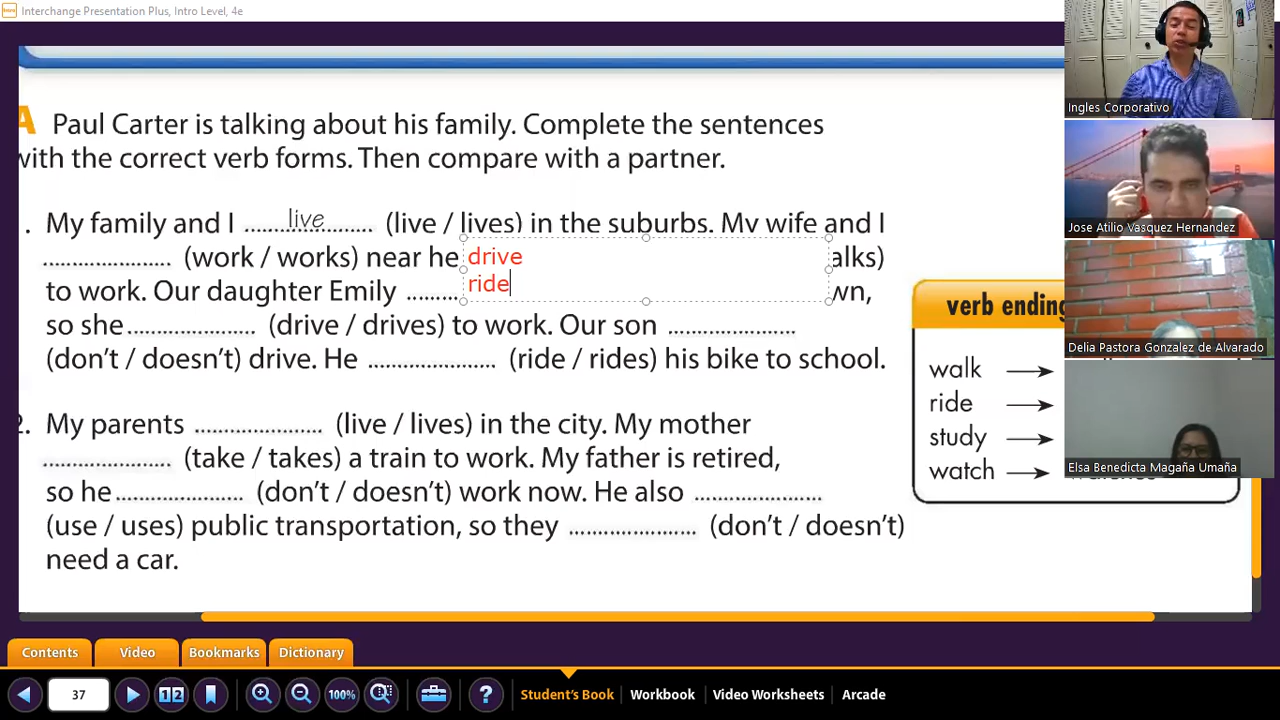 Interchange Presentation Plus, Intro Level, 4e
A Paul Carter is talking about his family. Complete the sentences
with the correct verb forms. Then compare with a partner.
. My family and I live (live / lives) in the suburbs. My wife and I
(work / works) near he
drive
alks)
to work. Our daughter Emily
ride
wn,
so she (drive / drives) to work. Our son
(don't / doesn't) drive. He (ride / rides) his bike to school.
2. My parents (live / lives) in the city. My mother
(take / takes) a train to work. My father is retired,
so he (don't / doesn't) work now. He also
(use / uses) public transportation, so they (don't / doesn't)
need a car.
verb ending
walk
ride
study
watch
Ingles Corporativo
Jose Atilio Vasquez Hernandez
Delia Pastora Gonzalez de Alvarado
Elsa Benedicta Magaña Umaña
Contents Video Bookmarks Dictionary
37 1 2 100% ? Student's Book Workbook Video Worksheets Arcade